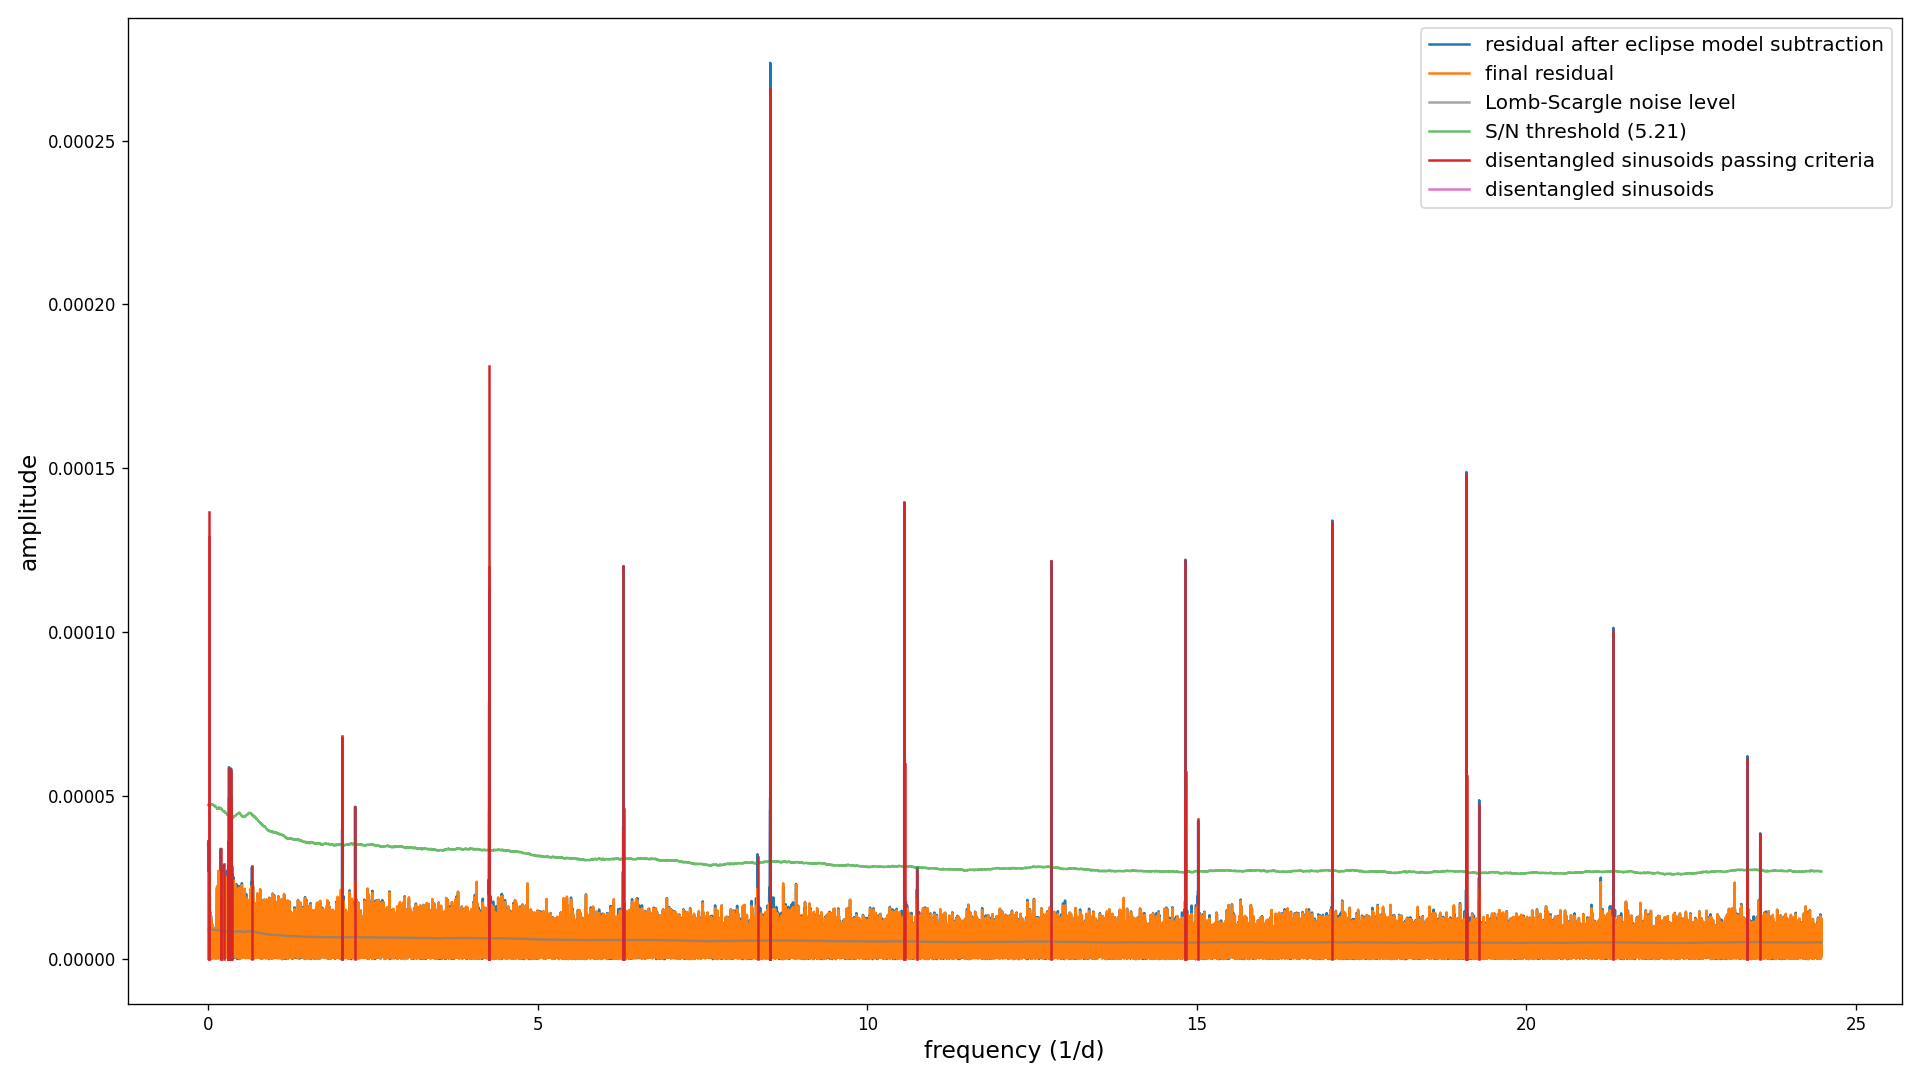 residual after eclipse model subtraction
final residual
Lomb-Scargle noise level
S/N threshold (5.21)
disentangled sinusoids passing criteria
disentangled sinusoids
0.00025
0.00020
0.00015
0.00010
0.00005
0.00000
amplitude
0 5 10 15 20 25
frequency (1/d)